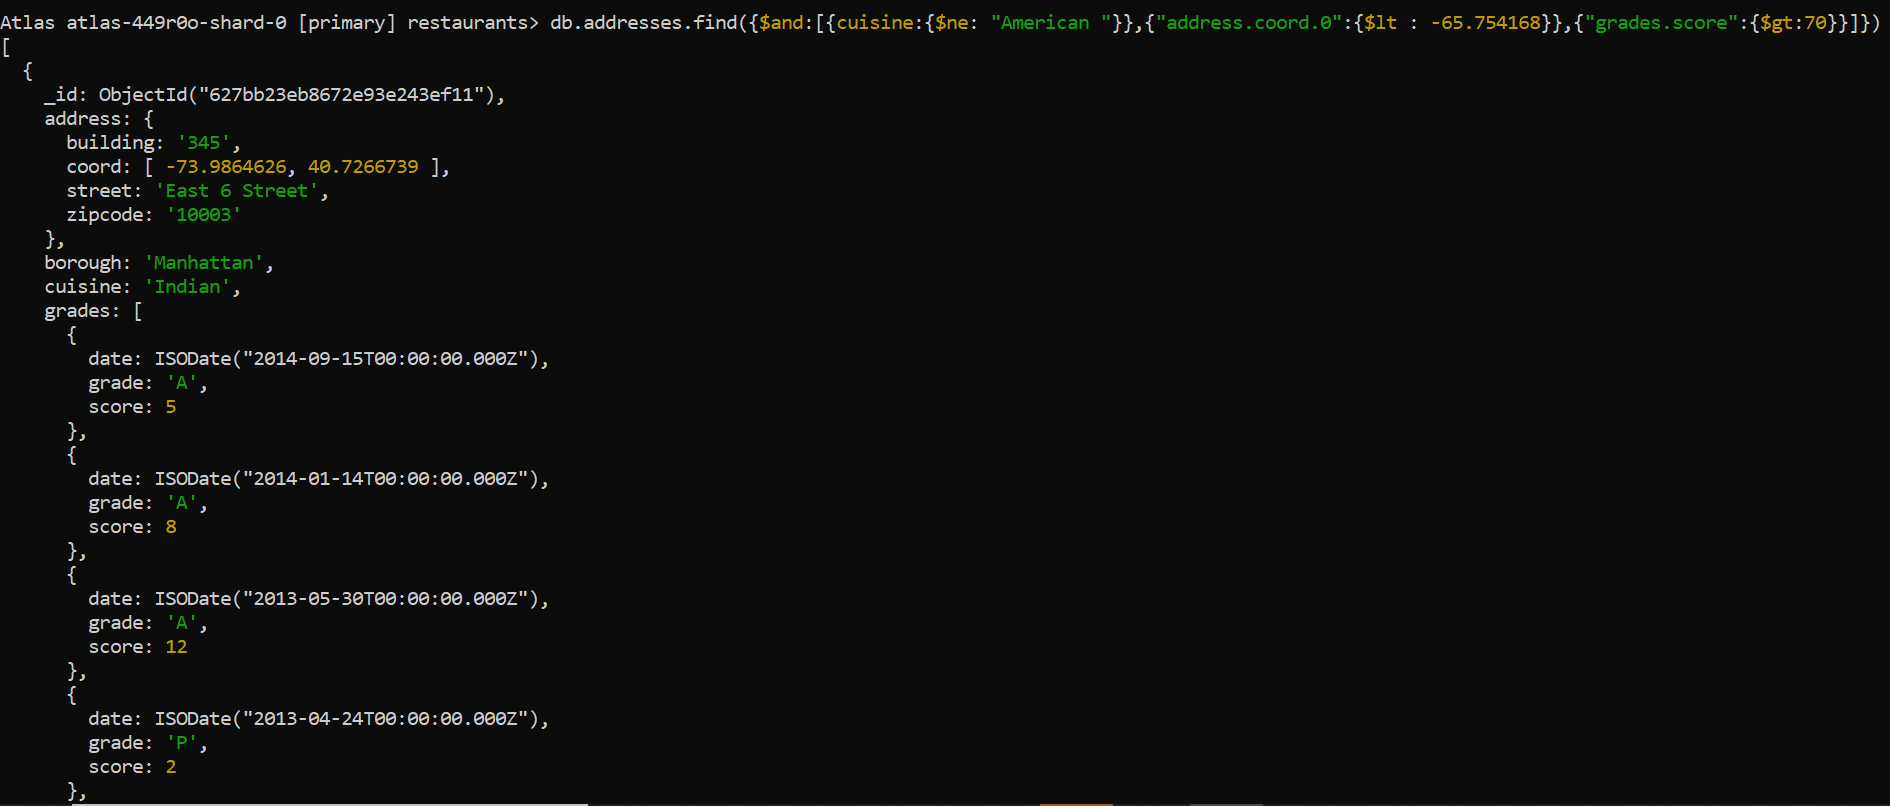 Atlas atlas-449r0o-shard-0 [primary] restaurants> db.addresses.find({$and:[{cuisine:{$ne: "American "}},{"address.coord.0":{$lt : -65.754168}},{"grades.score":{$gt:70}}]})
[
  {
    _id: ObjectId("627bb23eb8672e93e243ef11"),
    address: {
      building: '345',
      coord: [ -73.9864626, 40.7266739 ],
      street: 'East 6 Street',
      zipcode: '10003'
    },
    borough: 'Manhattan',
    cuisine: 'Indian',
    grades: [
      {
        date: ISODate("2014-09-15T00:00:00.000Z"),
        grade: 'A',
        score: 5
      },
      {
        date: ISODate("2014-01-14T00:00:00.000Z"),
        grade: 'A',
        score: 8
      },
      {
        date: ISODate("2013-05-30T00:00:00.000Z"),
        grade: 'A',
        score: 12
      },
      {
        date: ISODate("2013-04-24T00:00:00.000Z"),
        grade: 'P',
        score: 2
      },